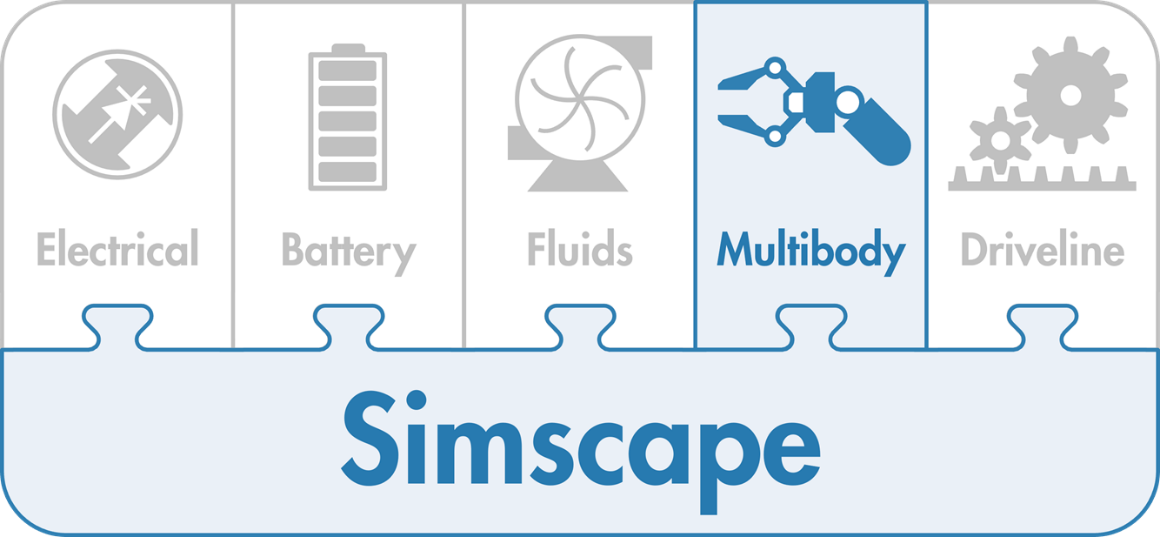 Electrical
Battery
Fluids
Multibody
Driveline
Simscape